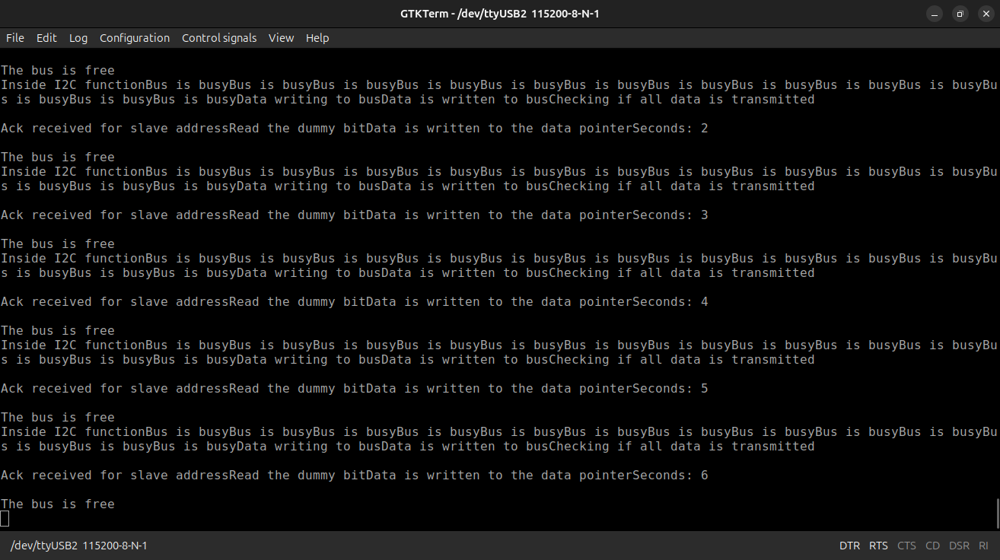 GTKTerm - /dev/ttyUSB2 115200-8-N-1
File Edit Log Configuration Control signals View Help
The bus is free
Inside I2C functionBus is busyBus is busyBus is busyBus is busyBus is busyBus is busyBus is busyBus is busyBus is busyBu
s is busyBus is busyBus is busyData writing to busData is written to busChecking if all data is transmitted
Ack received for slave addressRead the dummy bitData is written to the data pointerSeconds: 2
The bus is free
Inside I2C functionBus is busyBus is busyBus is busyBus is busyBus is busyBus is busyBus is busyBus is busyBus is busyBu
s is busyBus is busyBus is busyData writing to busData is written to busChecking if all data is transmitted
Ack received for slave addressRead the dummy bitData is written to the data pointerSeconds: 3
The bus is free
Inside I2C functionBus is busyBus is busyBus is busyBus is busyBus is busyBus is busyBus is busyBus is busyBus is busyBu
s is busyBus is busyBus is busyData writing to busData is written to busChecking if all data is transmitted
Ack received for slave addressRead the dummy bitData is written to the data pointerSeconds: 4
The bus is free
Inside I2C functionBus is busyBus is busyBus is busyBus is busyBus is busyBus is busyBus is busyBus is busyBus is busyBu
s is busyBus is busyBus is busyData writing to busData is written to busChecking if all data is transmitted
Ack received for slave addressRead the dummy bitData is written to the data pointerSeconds: 5
The bus is free
Inside I2C functionBus is busyBus is busyBus is busyBus is busyBus is busyBus is busyBus is busyBus is busyBus is busyBu
s is busyBus is busyBus is busyData writing to busData is written to busChecking if all data is transmitted
Ack received for slave addressRead the dummy bitData is written to the data pointerSeconds: 6
The bus is free
/dev/ttyUSB2 115200-8-N-1 DTR RTS CTS CD DSR RI